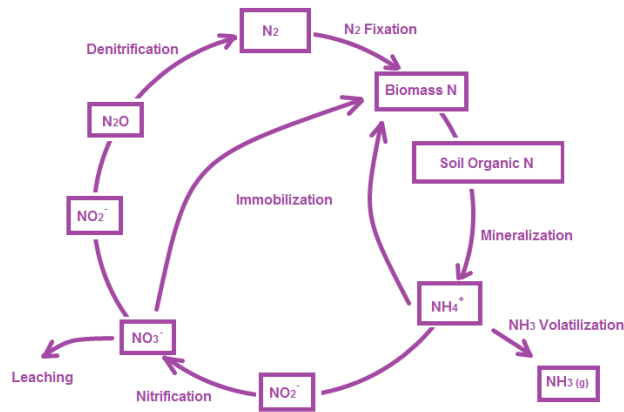 N₂
N₂ Fixation
Denitrification
Biomass N
N₂O
Soil Organic N
Immobilization
NO₂⁻
Mineralization
NH₄⁺
NH₃ Volatilization
NO₃⁻
Leaching
Nitrification
NO₂⁻
NH₃ (g)